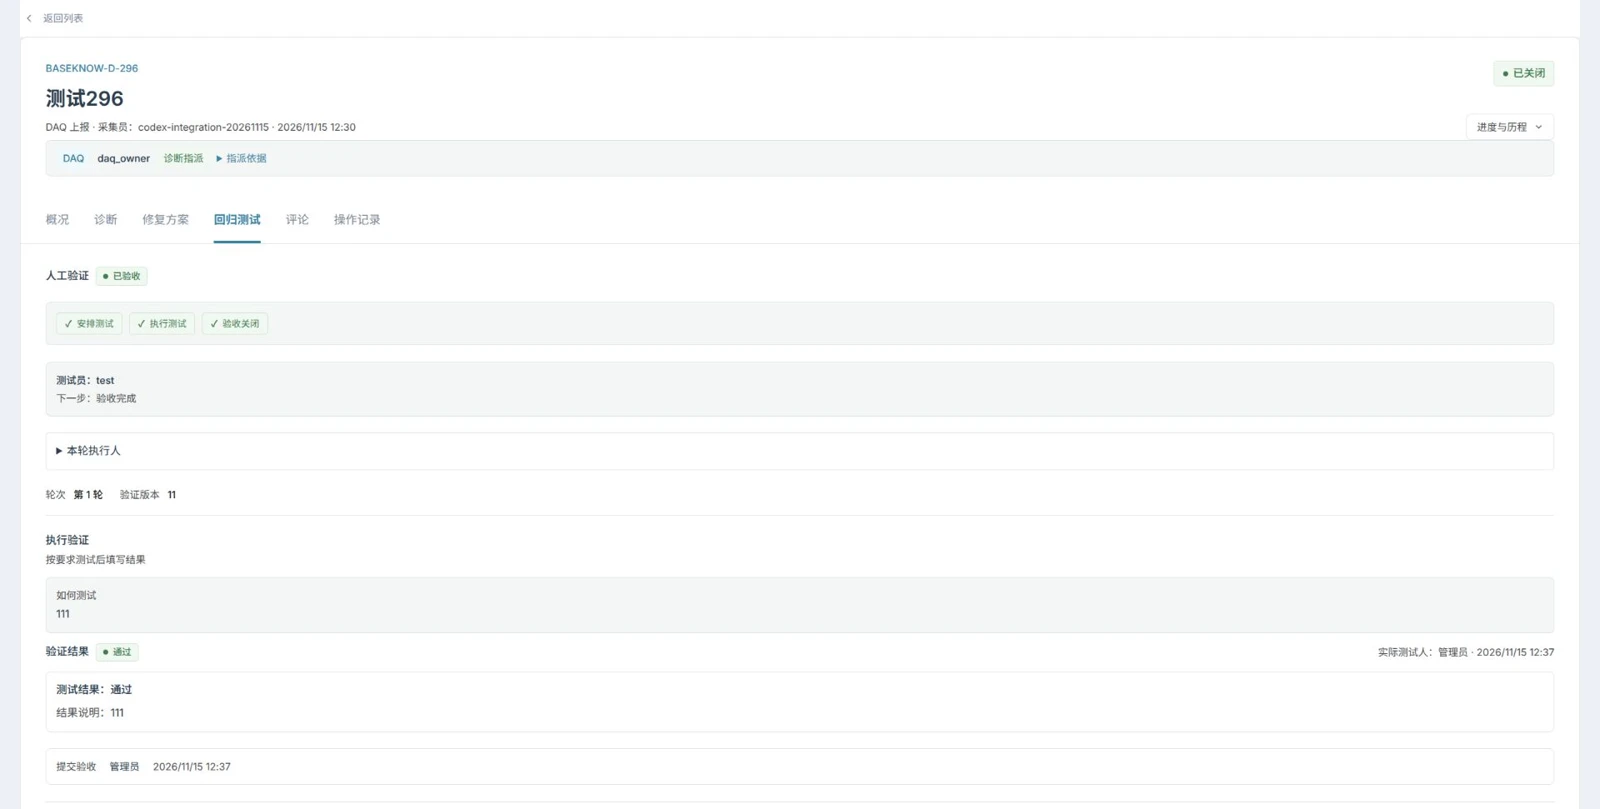 返回列表
BASEKNOW-D-296
已关闭
测试296
DAQ 上报 · 采集员：codex-integration-20261115 · 2026/11/15 12:30
进度与历程
DAQ daq_owner 诊断指派 ▶ 指派依据
概况 诊断 修复方案 回归测试 评论 操作记录
人工验证 已验收
✓ 安排测试 ✓ 执行测试 ✓ 验收关闭
测试员：test
下一步：验收完成
▶ 本轮执行人
轮次 第 1 轮 验证版本 11
执行验证
按要求测试后填写结果
如何测试
111
验证结果 通过
实际测试人：管理员 · 2026/11/15 12:37
测试结果：通过
结果说明：111
提交验收 管理员 2026/11/15 12:37